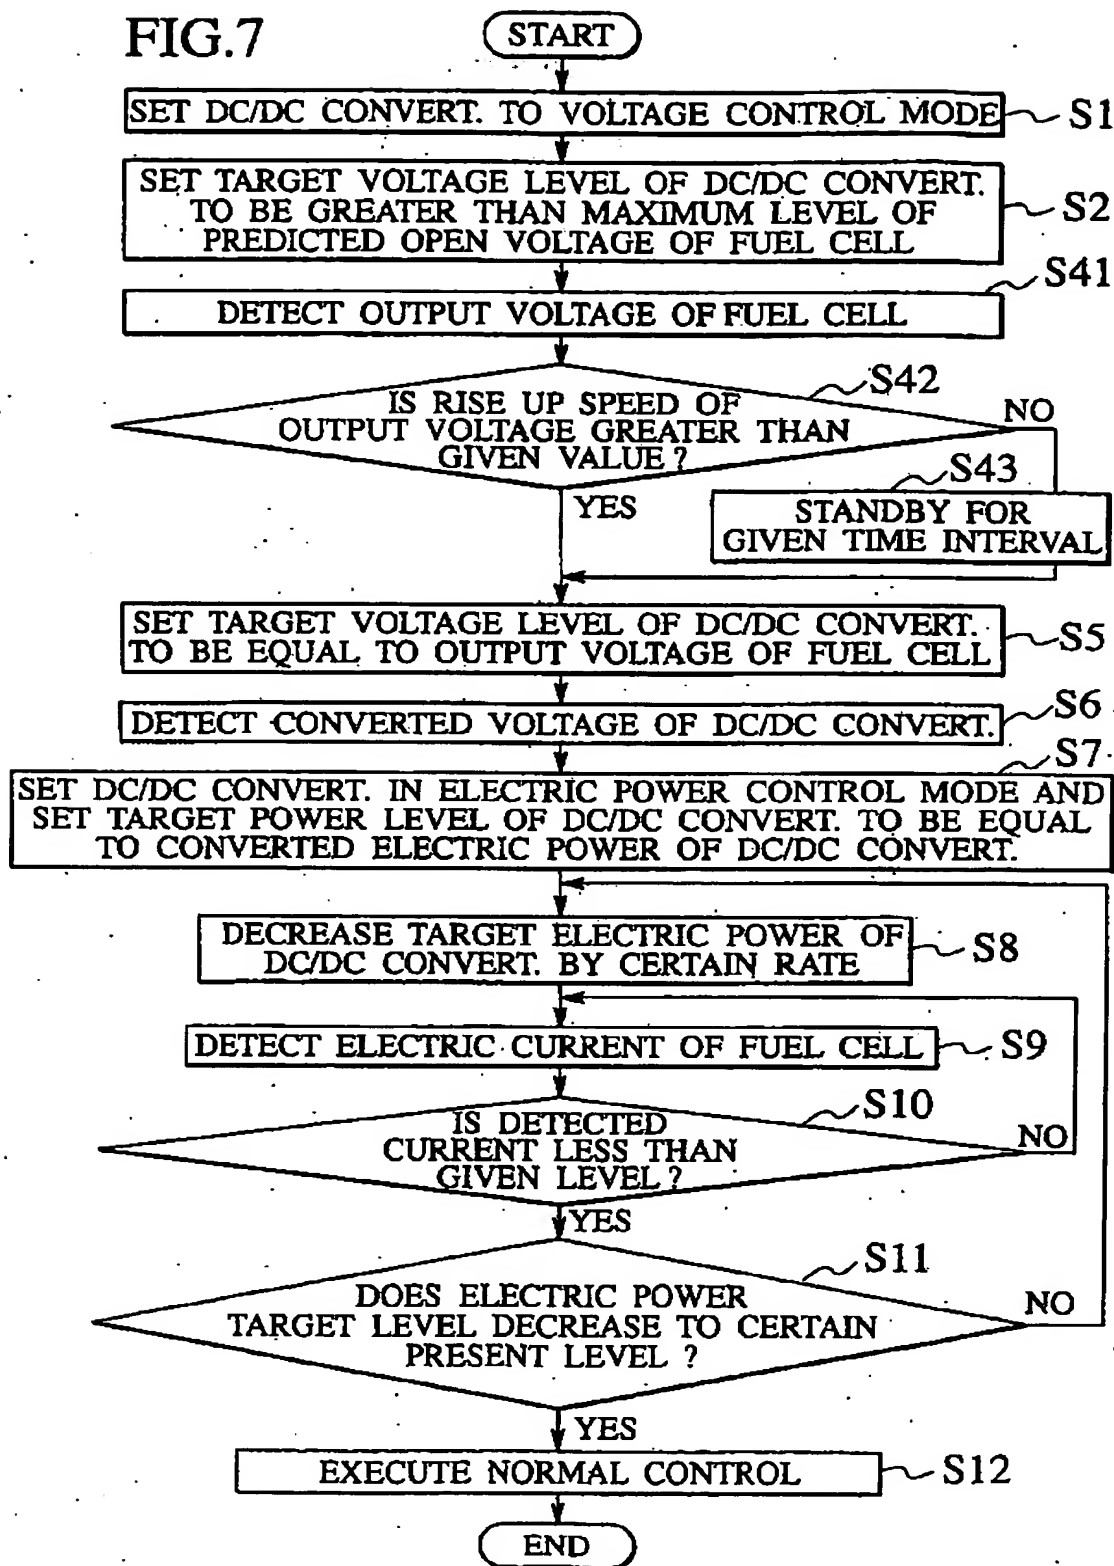 FIG.7
START
SET DC/DC CONVERT. TO VOLTAGE CONTROL MODE
S1
SET TARGET VOLTAGE LEVEL OF DC/DC CONVERT.
TO BE GREATER THAN MAXIMUM LEVEL OF
PREDICTED OPEN VOLTAGE OF FUEL CELL
S2
S41
DETECT OUTPUT VOLTAGE OF FUEL CELL
S42
IS RISE UP SPEED OF
OUTPUT VOLTAGE GREATER THAN
GIVEN VALUE ?
NO
YES
S43
STANDBY FOR
GIVEN TIME INTERVAL
SET TARGET VOLTAGE LEVEL OF DC/DC CONVERT.
TO BE EQUAL TO OUTPUT VOLTAGE OF FUEL CELL
S5
DETECT CONVERTED VOLTAGE OF DC/DC CONVERT.
S6
S7
SET DC/DC CONVERT. IN ELECTRIC POWER CONTROL MODE AND
SET TARGET POWER LEVEL OF DC/DC CONVERT. TO BE EQUAL
TO CONVERTED ELECTRIC POWER OF DC/DC CONVERT.
DECREASE TARGET ELECTRIC POWER OF
DC/DC CONVERT. BY CERTAIN RATE
S8
DETECT ELECTRIC CURRENT OF FUEL CELL
S9
S10
IS DETECTED
CURRENT LESS THAN
GIVEN LEVEL ?
NO
YES
S11
DOES ELECTRIC POWER
TARGET LEVEL DECREASE TO CERTAIN
PRESENT LEVEL ?
NO
YES
EXECUTE NORMAL CONTROL
S12
END